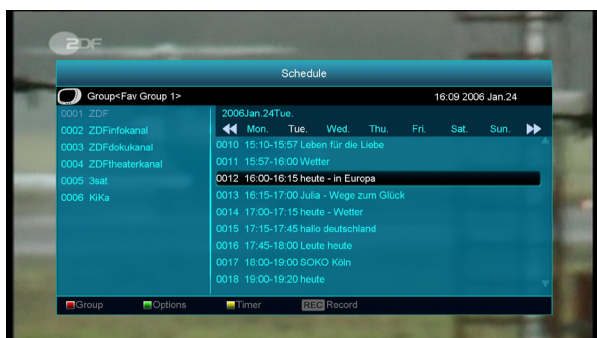 ZDF
Schedule
Group<Fav Group 1>
16:09 2006 Jan.24
0001 ZDF
0002 ZDFinfokanal
0003 ZDFdokukanal
0004 ZDFtheaterkanal
0005 3sat
0006 KiKa
2006Jan.24Tue.
Mon. Tue. Wed. Thu. Fri. Sat. Sun.
0010 15:10-15:57 Leben für die Liebe
0011 15:57-16:00 Wetter
0012 16:00-16:15 heute - in Europa
0013 16:15-17:00 Julia - Wege zum Glück
0014 17:00-17:15 heute - Wetter
0015 17:15-17:45 hallo deutschland
0016 17:45-18:00 Leute heute
0017 18:00-19:00 SOKO Köln
0018 19:00-19:20 heute
Group Options Timer REC Record